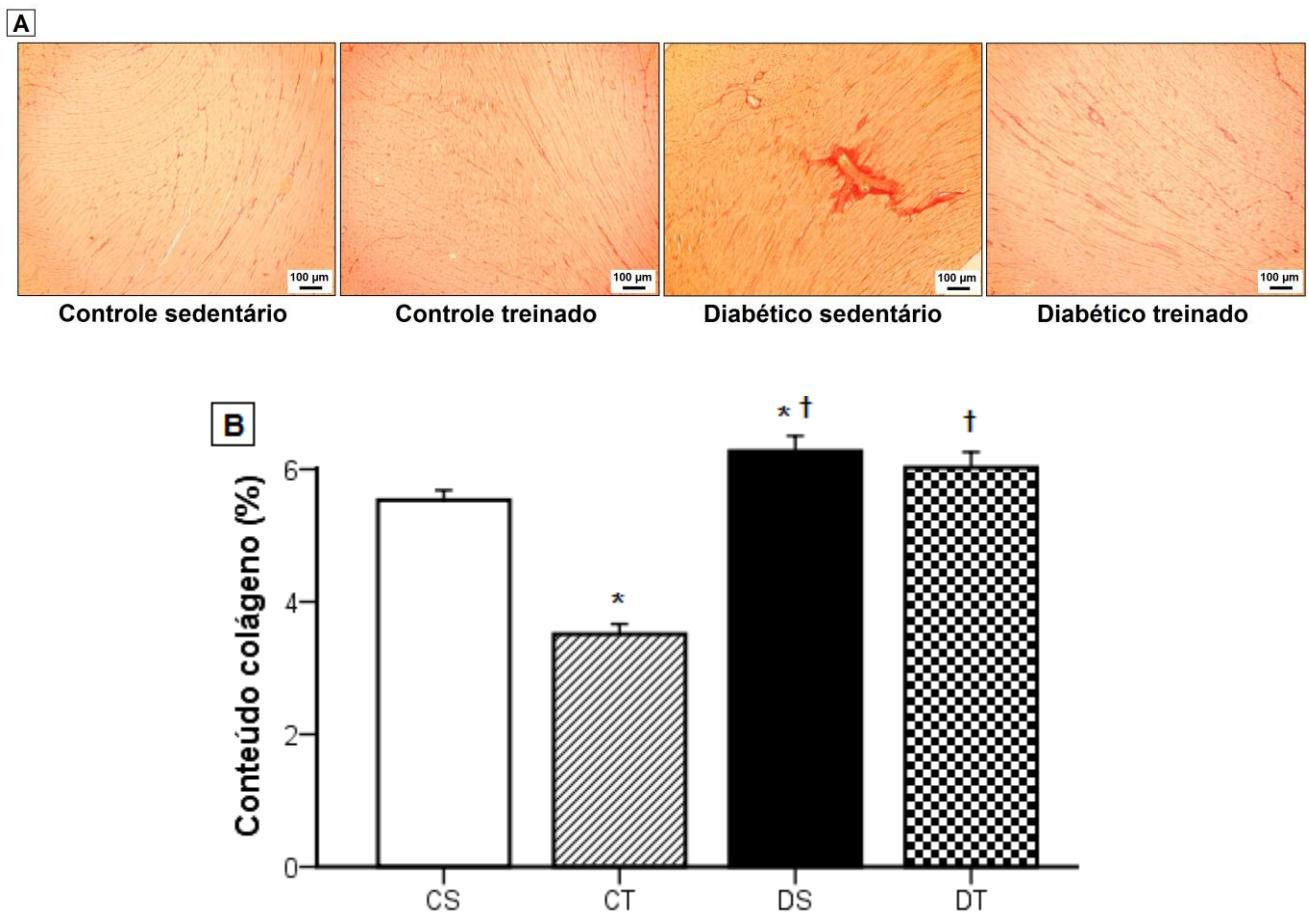 A
100 µm 100 µm 100 µm 100 µm
Controle sedentário Controle treinado Diabético sedentário Diabético treinado
B
Conteúdo colágeno (%)
* † †
6
*
4
2
0
CS CT DS DT